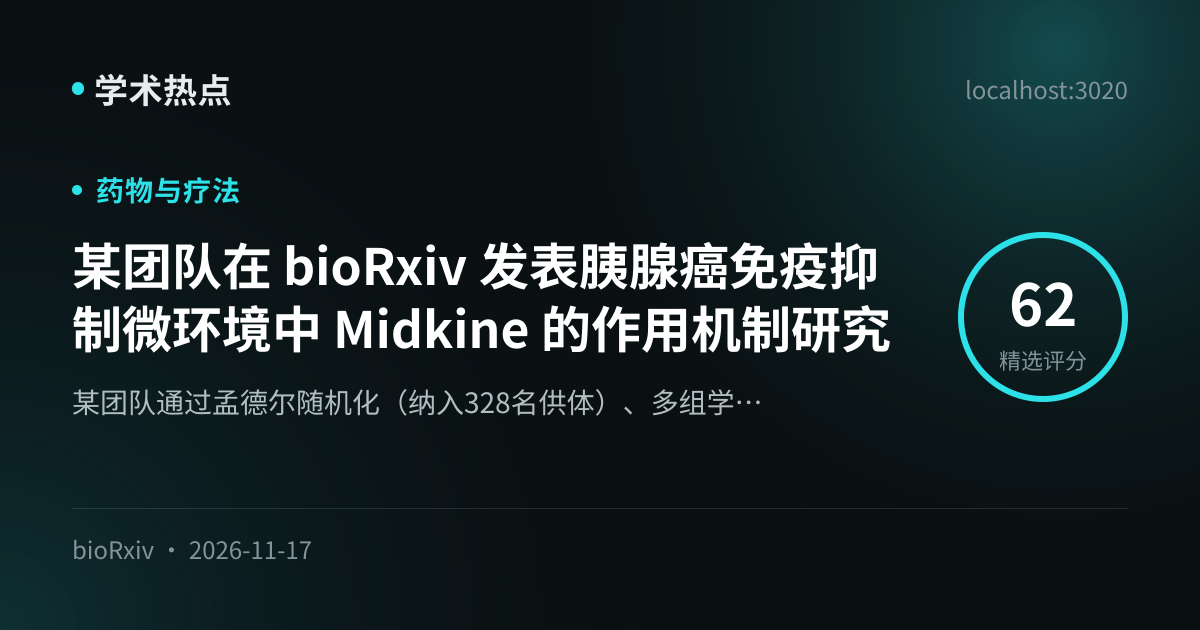 学术热点
localhost:3020
药物与疗法
某团队在 bioRxiv 发表胰腺癌免疫抑
制微环境中 Midkine 的作用机制研究
62
精选评分
某团队通过孟德尔随机化（纳入328名供体）、多组学…
bioRxiv · 2026-11-17